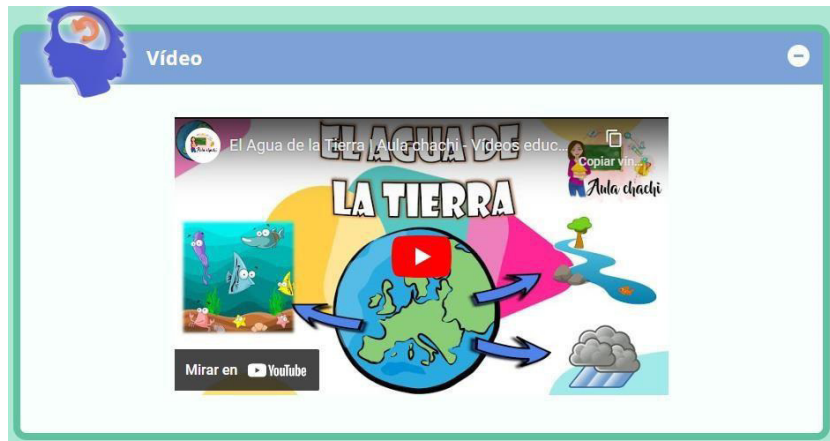 Vídeo
El Agua de la Tierra | Aula chachi - Vídeos educ...
EL AGUA DE
LA TIERRA
Copiar vín...
Aula chachi
Mirar en YouTube